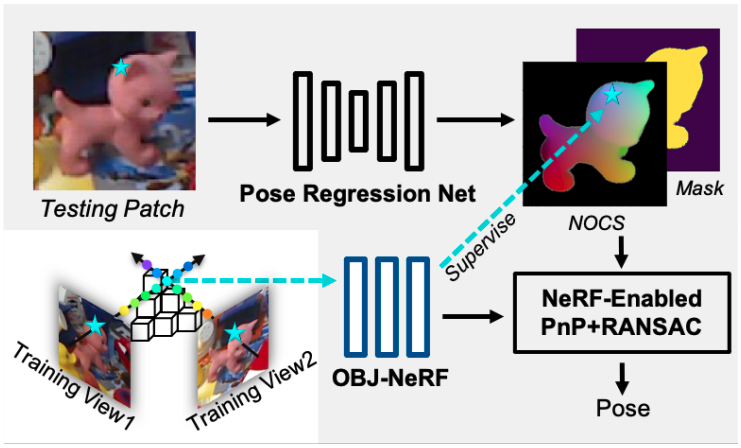 Testing Patch
Pose Regression Net
Mask
NOCS
Supervise
Training View1
Training View2
OBJ-NeRF
NeRF-Enabled
PnP+RANSAC
Pose